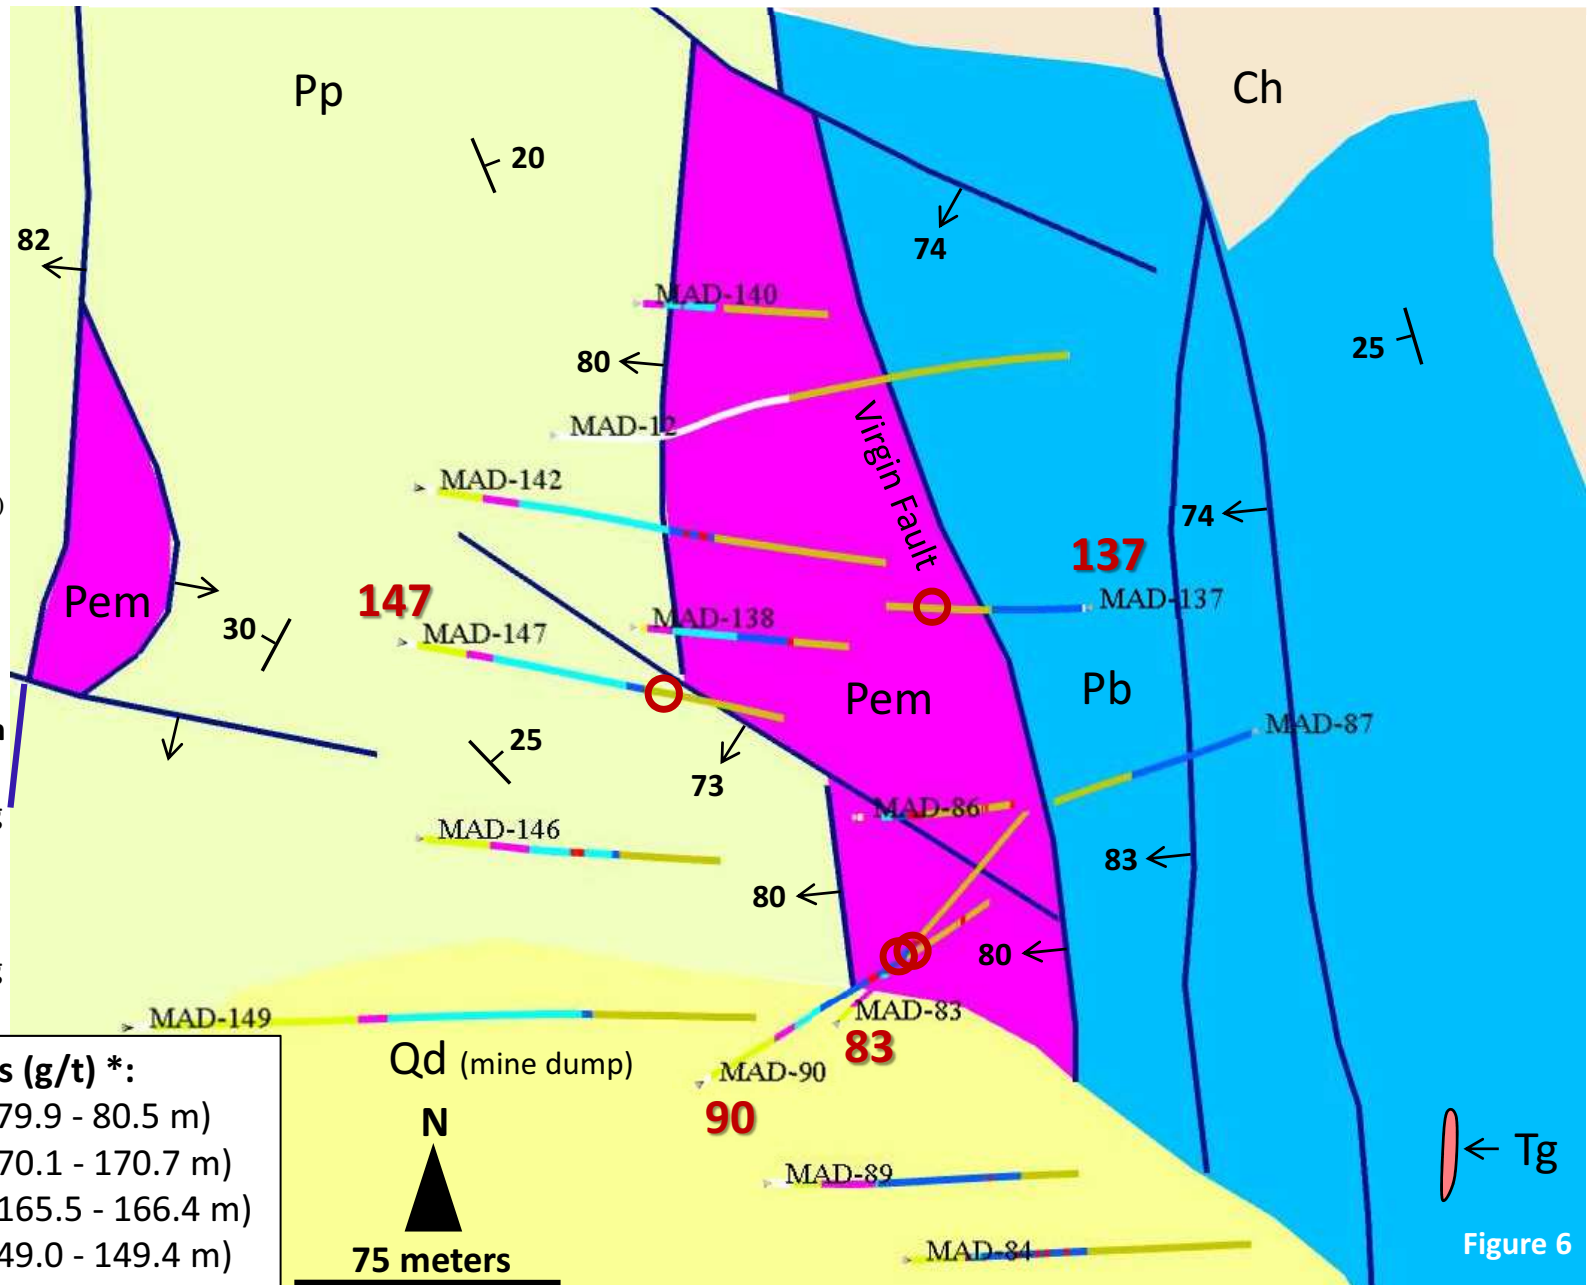 Pp
Ch
20
82
74
MAD-140
25
80
MAD-12
Virgin Fault
MAD-142
74
137
147
Pem
MAD-137
30
MAD-138
MAD-147
Pem
Pb
MAD-87
25
73
MAD-86
MAD-146
83
80
80
MAD-149
MAD-83
83
Qd (mine dump)
MAD-90
90
s (g/t) *:
79.9 - 80.5 m)
70.1 - 170.7 m)
165.5 - 166.4 m)
49.0 - 149.4 m)
N
75 meters
MAD-89
MAD-84
Tg
Figure 6